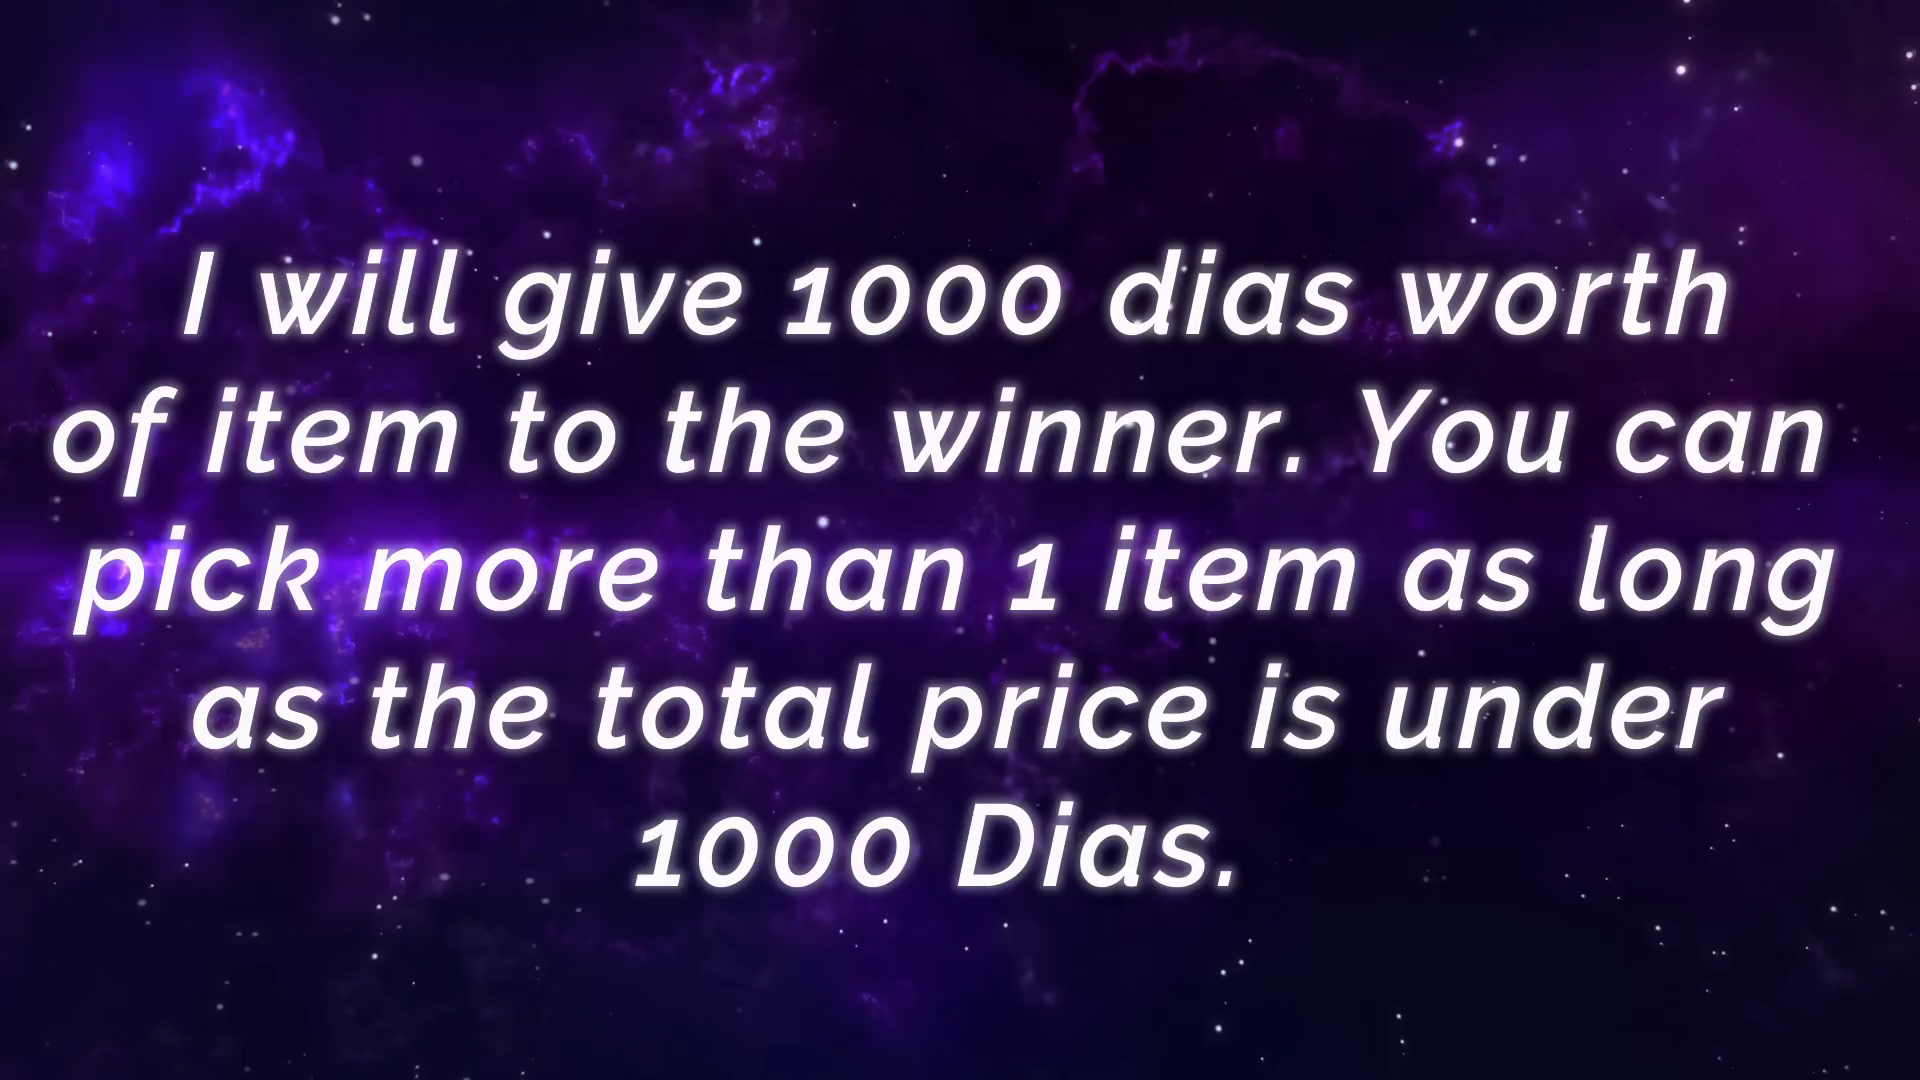 I will give 1000 dias worth
of item to the winner. You can
pick more than 1 item as long
as the total price is under
1000 Dias.